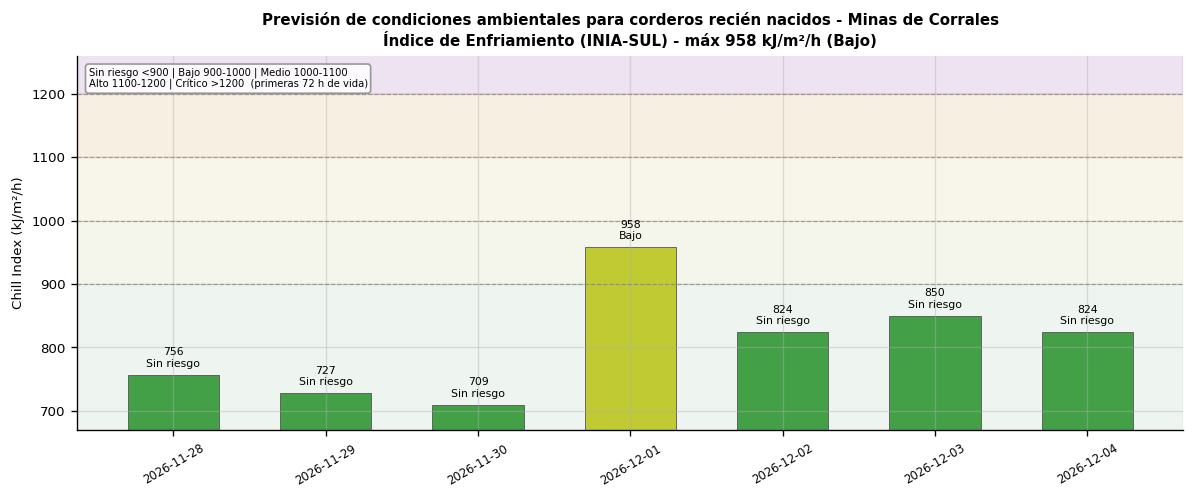 Previsión de condiciones ambientales para corderos recién nacidos - Minas de Corrales
Índice de Enfriamiento (INIA-SUL) - máx 958 kJ/m²/h (Bajo)
Sin riesgo <900 | Bajo 900-1000 | Medio 1000-1100
Alto 1100-1200 | Crítico >1200  (primeras 72 h de vida)
Chill Index (kJ/m²/h)
1200
1100
1000
900
800
700
756
Sin riesgo
727
Sin riesgo
709
Sin riesgo
958
Bajo
824
Sin riesgo
850
Sin riesgo
824
Sin riesgo
2026-11-28
2026-11-29
2026-11-30
2026-12-01
2026-12-02
2026-12-03
2026-12-04